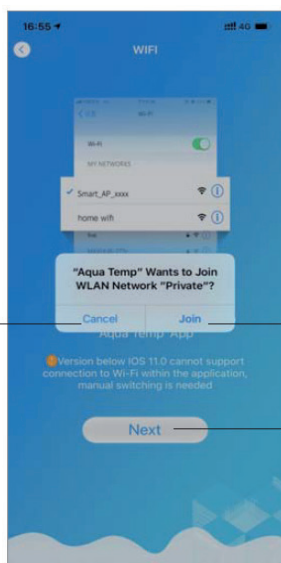 16:55
4G
WIFI
Wi-Fi
Wi-Fi
MY NETWORKS
Smart_AP_xxxx
home wifi
"Aqua Temp" Wants to Join
WLAN Network "Private"?
Cancel
Join
Aqua Temp App
Version below IOS 11.0 cannot support
connection to Wi-Fi within the application,
manual switching is needed
Next